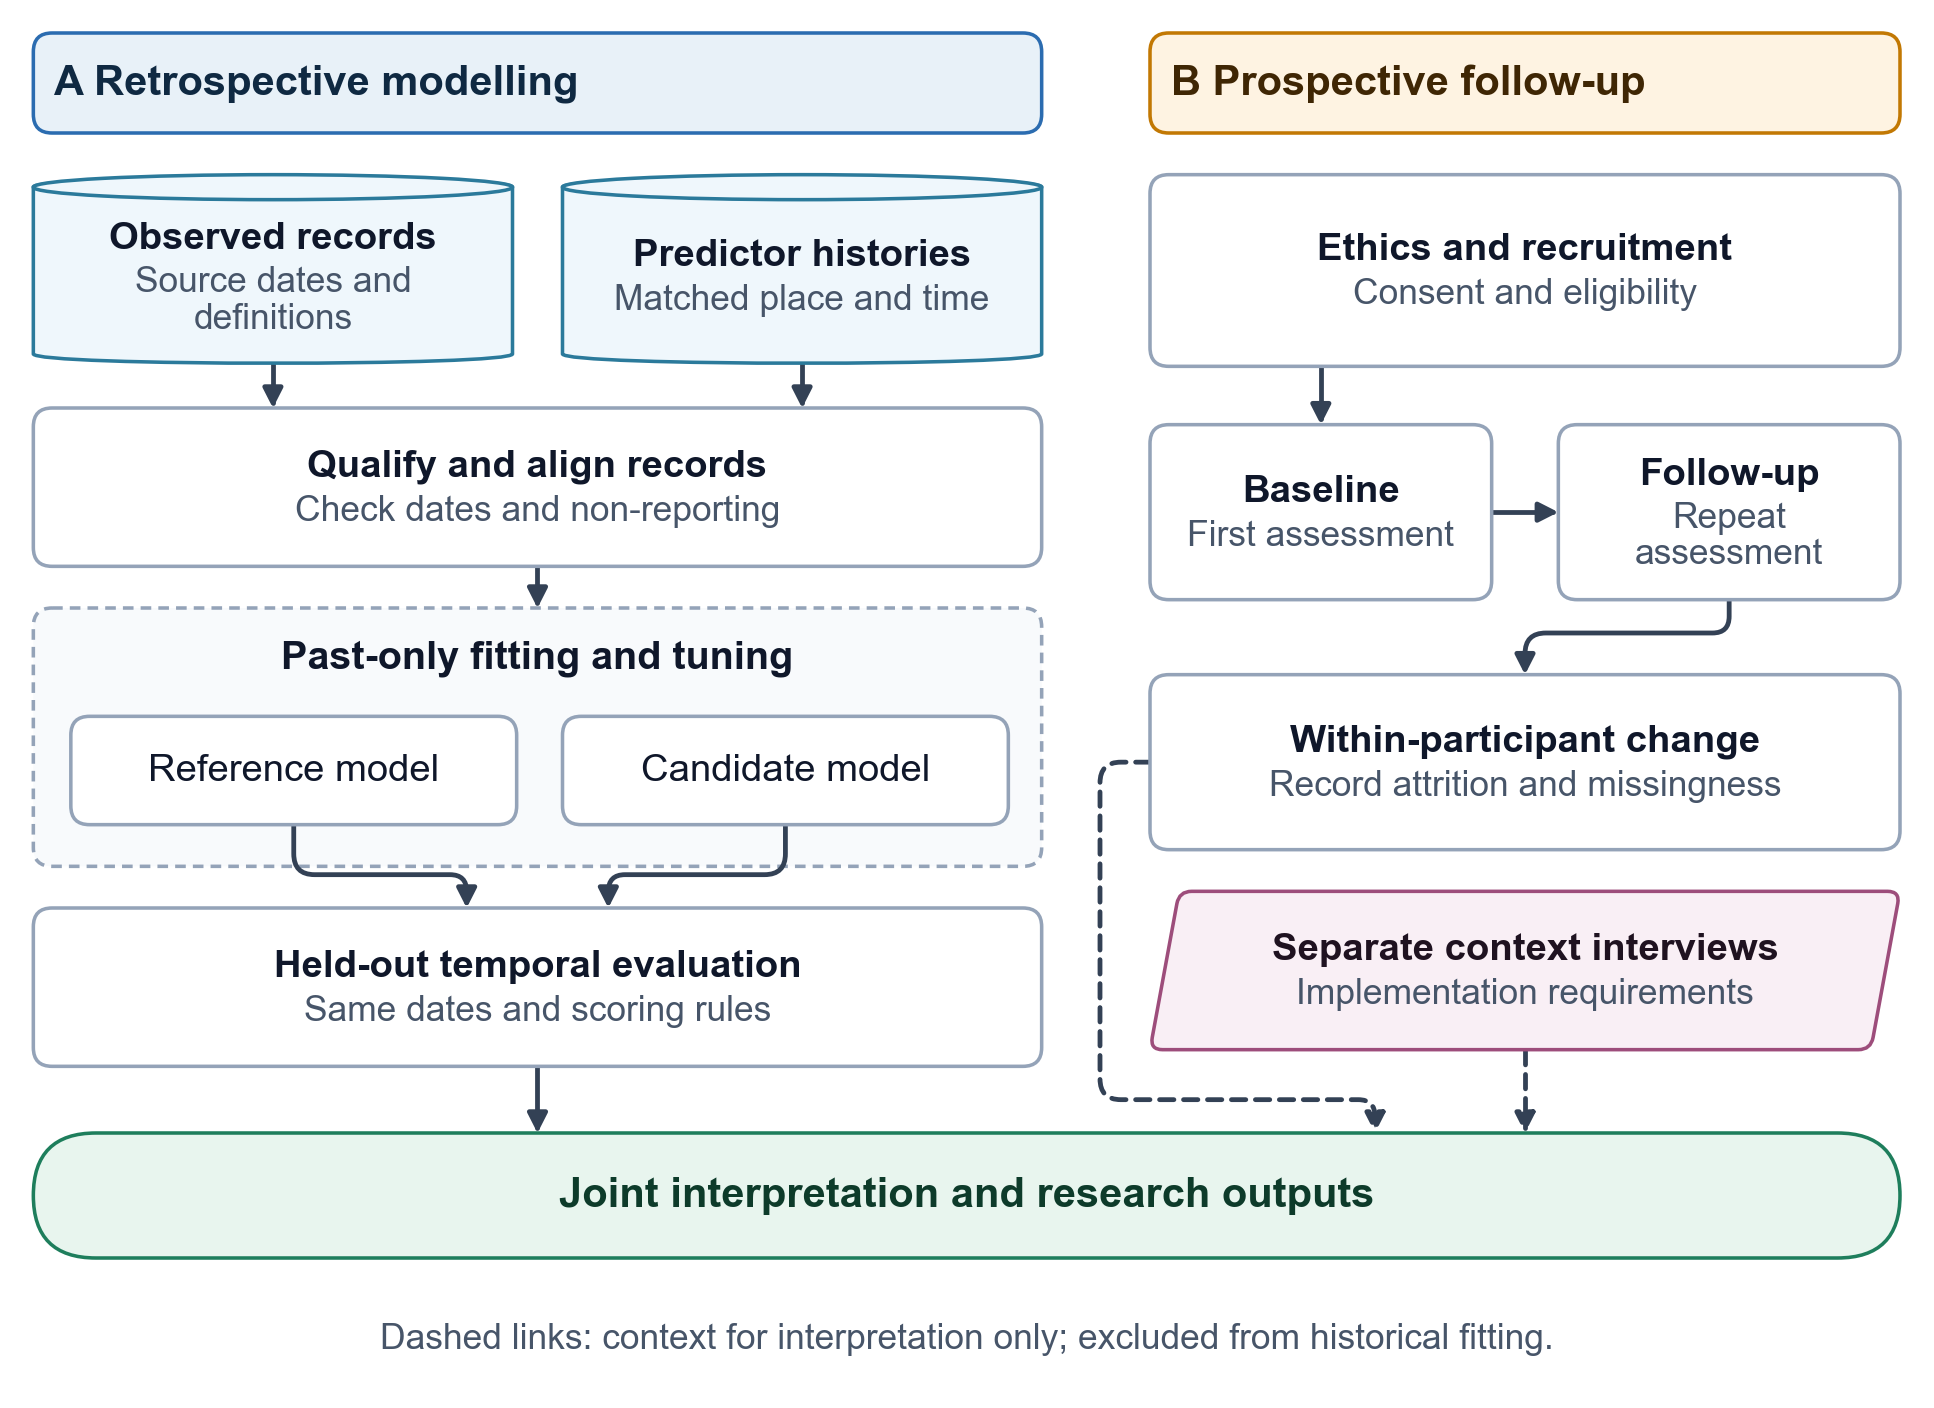 A Retrospective modelling
Observed records
Source dates and
definitions
Predictor histories
Matched place and time
Qualify and align records
Check dates and non-reporting
Past-only fitting and tuning
Reference model
Candidate model
Held-out temporal evaluation
Same dates and scoring rules
B Prospective follow-up
Ethics and recruitment
Consent and eligibility
Baseline
First assessment
Follow-up
Repeat
assessment
Within-participant change
Record attrition and missingness
Separate context interviews
Implementation requirements
Joint interpretation and research outputs
Dashed links: context for interpretation only; excluded from historical fitting.